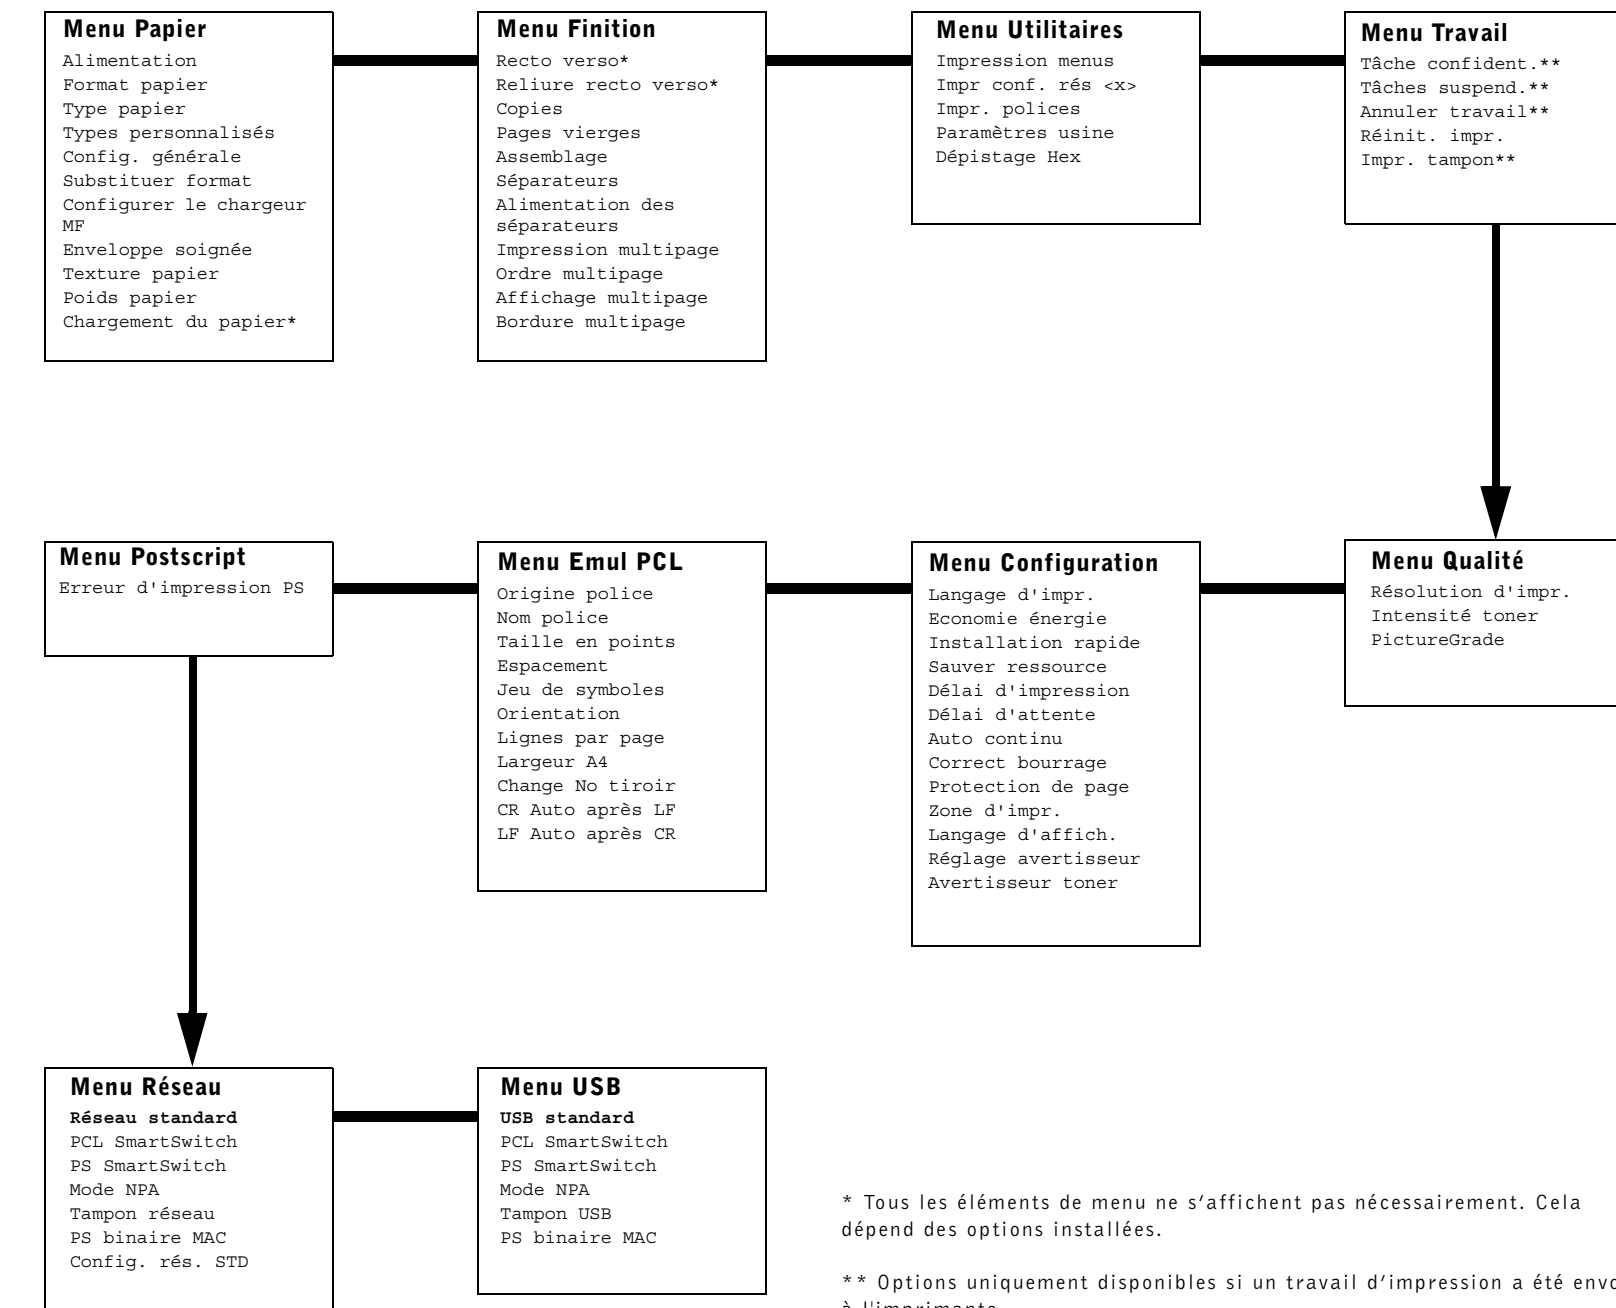 Menu Papier
Alimentation
Format papier
Type papier
Types personnalisés
Config. générale
Substituer format
Configurer le chargeur
MF
Enveloppe soignée
Texture papier
Poids papier
Chargement du papier*
Menu Finition
Recto verso*
Reliure recto verso*
Copies
Pages vierges
Assemblage
Séparateurs
Alimentation des
séparateurs
Impression multipage
Ordre multipage
Affichage multipage
Bordure multipage
Menu Utilitaires
Impression menus
Impr conf. rés <x>
Impr. polices
Paramètres usine
Dépistage Hex
Menu Travail
Tâche confident.**
Tâches suspend.**
Annuler travail**
Réinit. impr.
Impr. tampon**
Menu Postscript
Erreur d'impression PS
Menu Emul PCL
Origine police
Nom police
Taille en points
Espacement
Jeu de symboles
Orientation
Lignes par page
Largeur A4
Change No tiroir
CR Auto après LF
LF Auto après CR
Menu Configuration
Langage d'impr.
Economie énergie
Installation rapide
Sauver ressource
Délai d'impression
Délai d'attente
Auto continu
Correct bourrage
Protection de page
Zone d'impr.
Langage d'affich.
Réglage avertisseur
Avertisseur toner
Menu Qualité
Résolution d'impr.
Intensité toner
PictureGrade
Menu Réseau
Réseau standard
PCL SmartSwitch
PS SmartSwitch
Mode NPA
Tampon réseau
PS binaire MAC
Config. rés. STD
Menu USB
USB standard
PCL SmartSwitch
PS SmartSwitch
Mode NPA
Tampon USB
PS binaire MAC
* Tous les éléments de menu ne s’affichent pas nécessairement. Cela
dépend des options installées.
** Options uniquement disponibles si un travail d’impression a été
à l'imprimante.